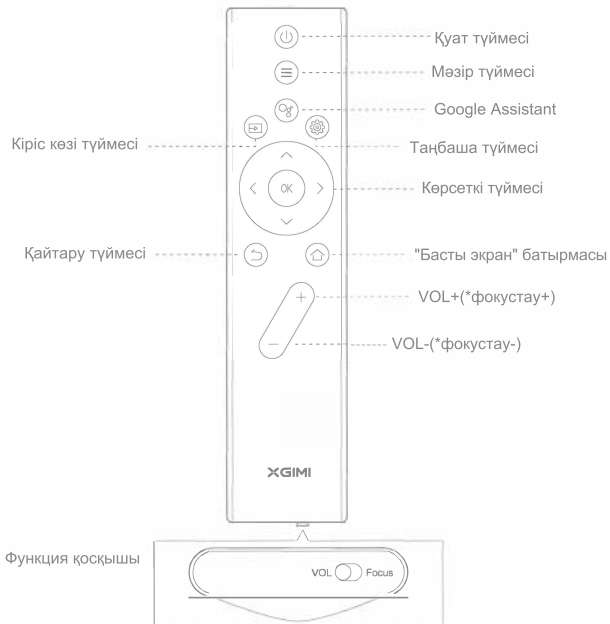 Қуат түймесі
Мәзір түймесі
Google Assistant
Кіріс көзі түймесі
Таңбаша түймесі
OK
Көрсеткі түймесі
Қайтару түймесі
"Басты экран" батырмасы
VOL+(*фокустау+)
VOL-(*фокустау-)
XGIMI
Функция қосқышы
VOL Focus